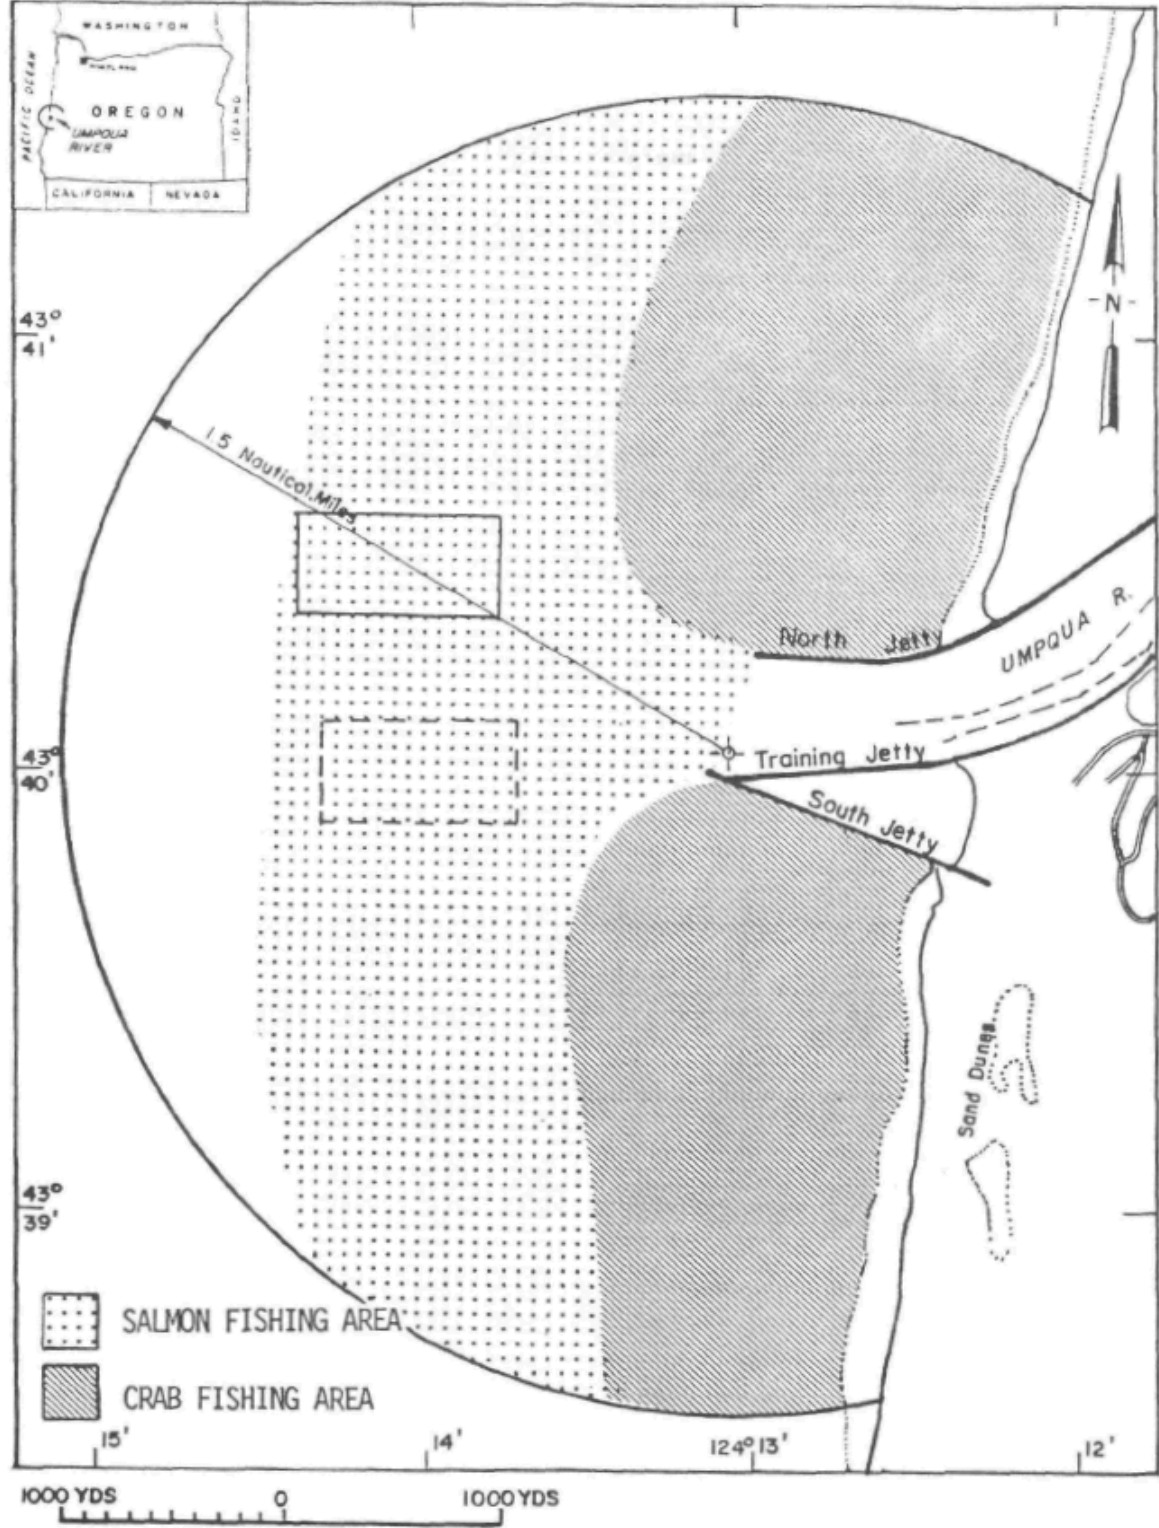 WASHINGTON
PORTLAND
PACIFIC OCEAN
OREGON
IDAHO
UMPQUA
RIVER
CALIFORNIA NEVADA
43°
41'
N
1.5 Nautical Miles
North Jetty
UMPQUA R.
43°
40'
Training Jetty
South Jetty
Sand Dunes
43°
39'
SALMON FISHING AREA
CRAB FISHING AREA
15' 14' 124° 13' 12'
1000 YDS 0 1000 YDS